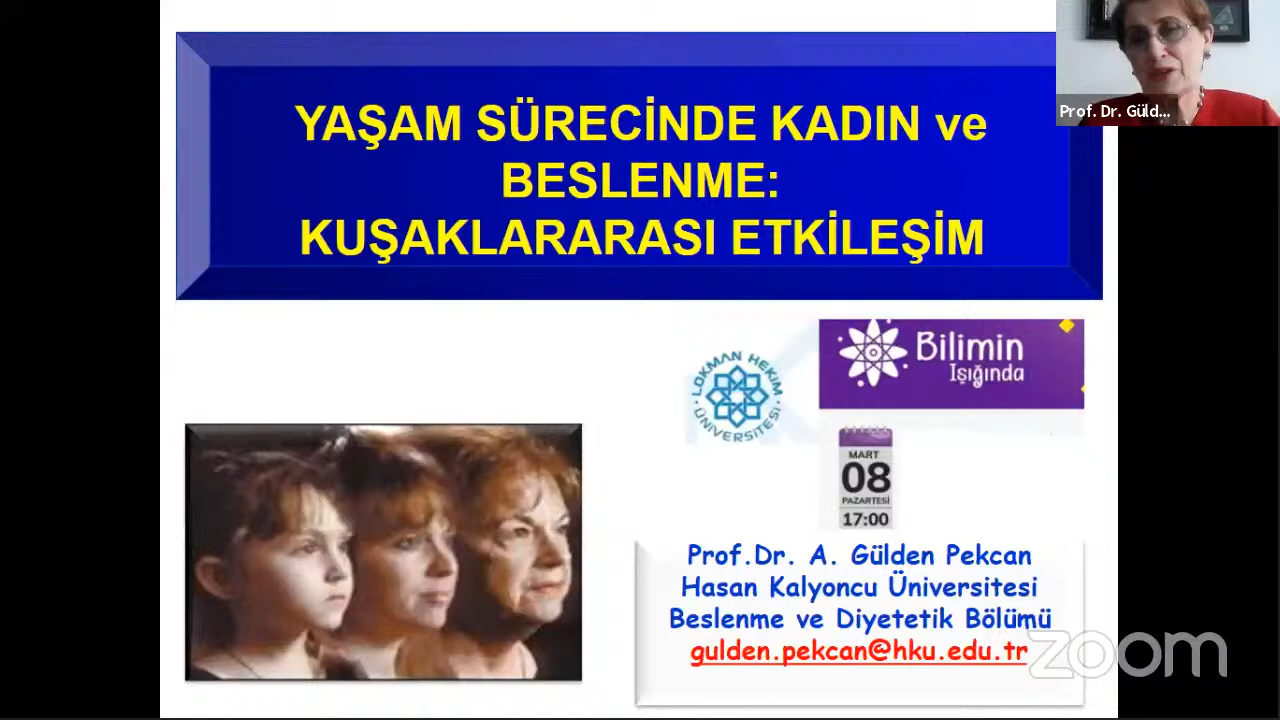 YAŞAM SÜRECİNDE KADIN ve
BESLENME:
KUŞAKLARARASI ETKİLEŞİM
Prof. Dr. Güld...
Bilimin
Işığında
LOKMAN HEKİM
ÜNİVERSİTESİ
MART
08
PAZARTESİ
17:00
Prof.Dr. A. Gülden Pekcan
Hasan Kalyoncu Üniversitesi
Beslenme ve Diyetetik Bölümü
gulden.pekcan@hku.edu.tr
zoom